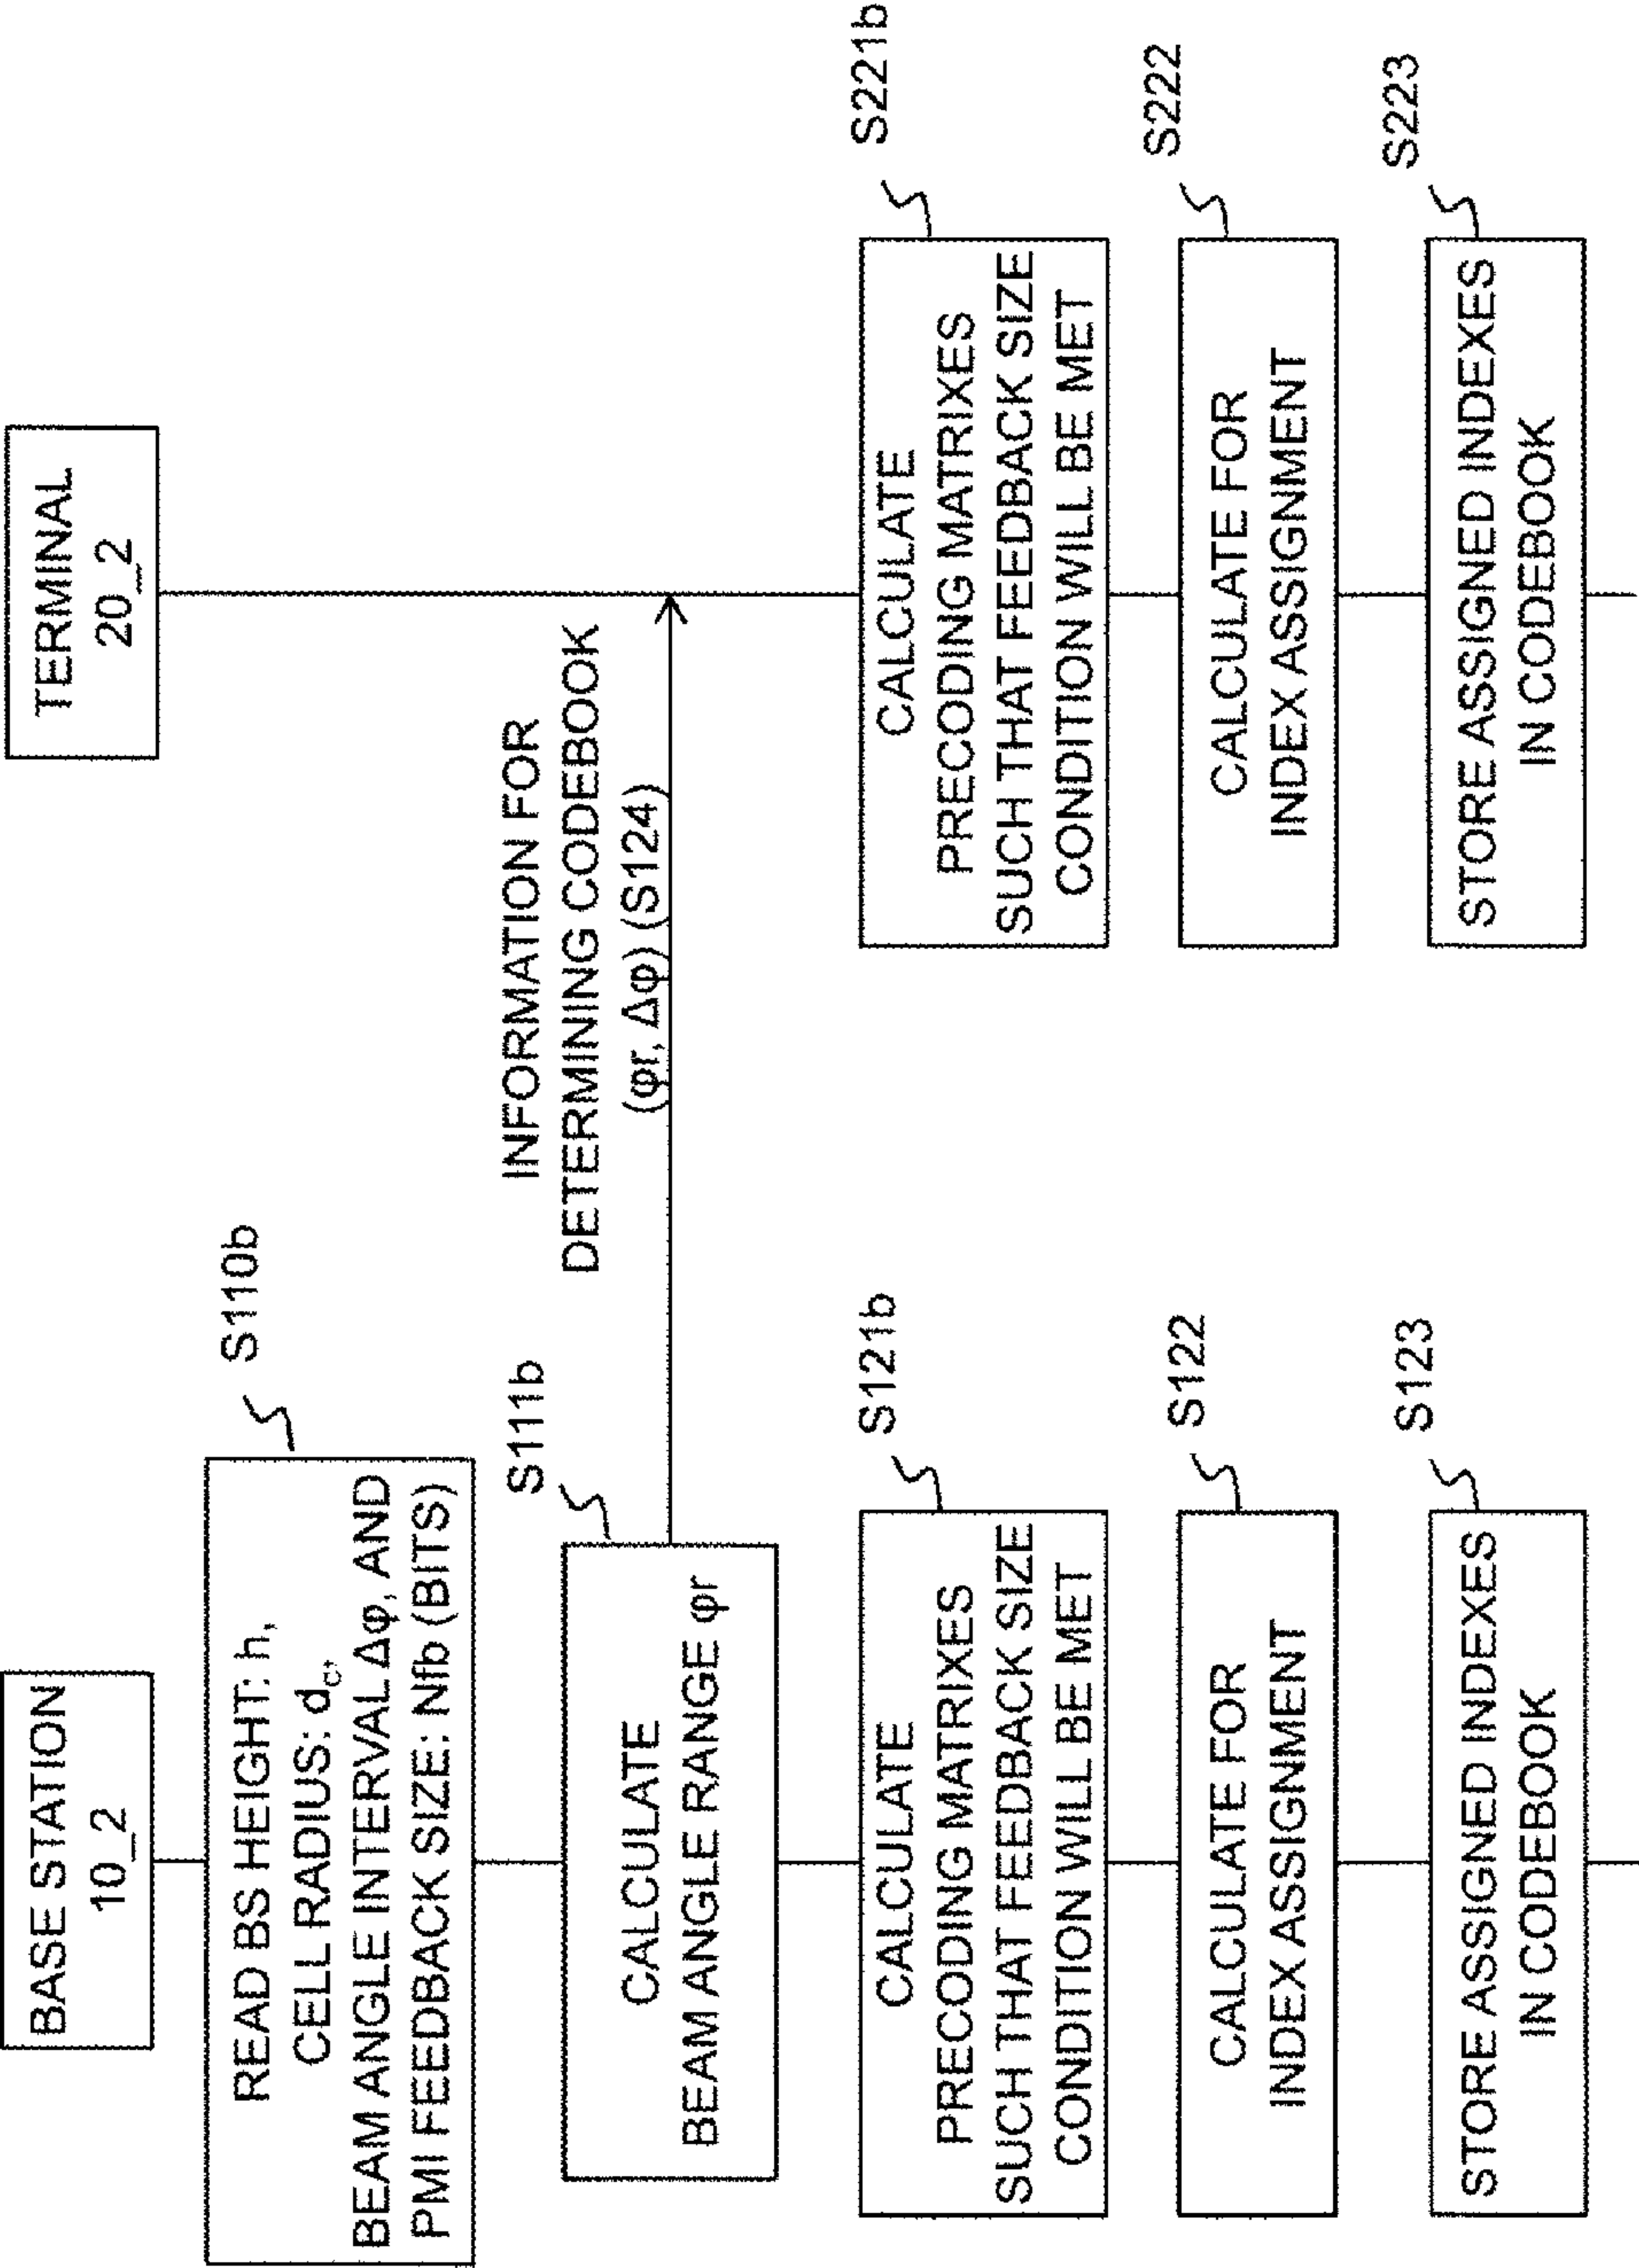 BASE STATION
10_2
TERMINAL
20_2
S110b
READ BS HEIGHT: h,
CELL RADIUS: dc,
BEAM ANGLE INTERVAL Δφ, AND
PMI FEEDBACK SIZE: Nfb (BITS)
S111b
CALCULATE
BEAM ANGLE RANGE φr
INFORMATION FOR
DETERMINING CODEBOOK
(φr, Δφ) (S124)
S121b
CALCULATE
PRECODING MATRIXES
SUCH THAT FEEDBACK SIZE
CONDITION WILL BE MET
S221b
CALCULATE
PRECODING MATRIXES
SUCH THAT FEEDBACK SIZE
CONDITION WILL BE MET
S122
CALCULATE FOR
INDEX ASSIGNMENT
S222
CALCULATE FOR
INDEX ASSIGNMENT
S123
STORE ASSIGNED INDEXES
IN CODEBOOK
S223
STORE ASSIGNED INDEXES
IN CODEBOOK